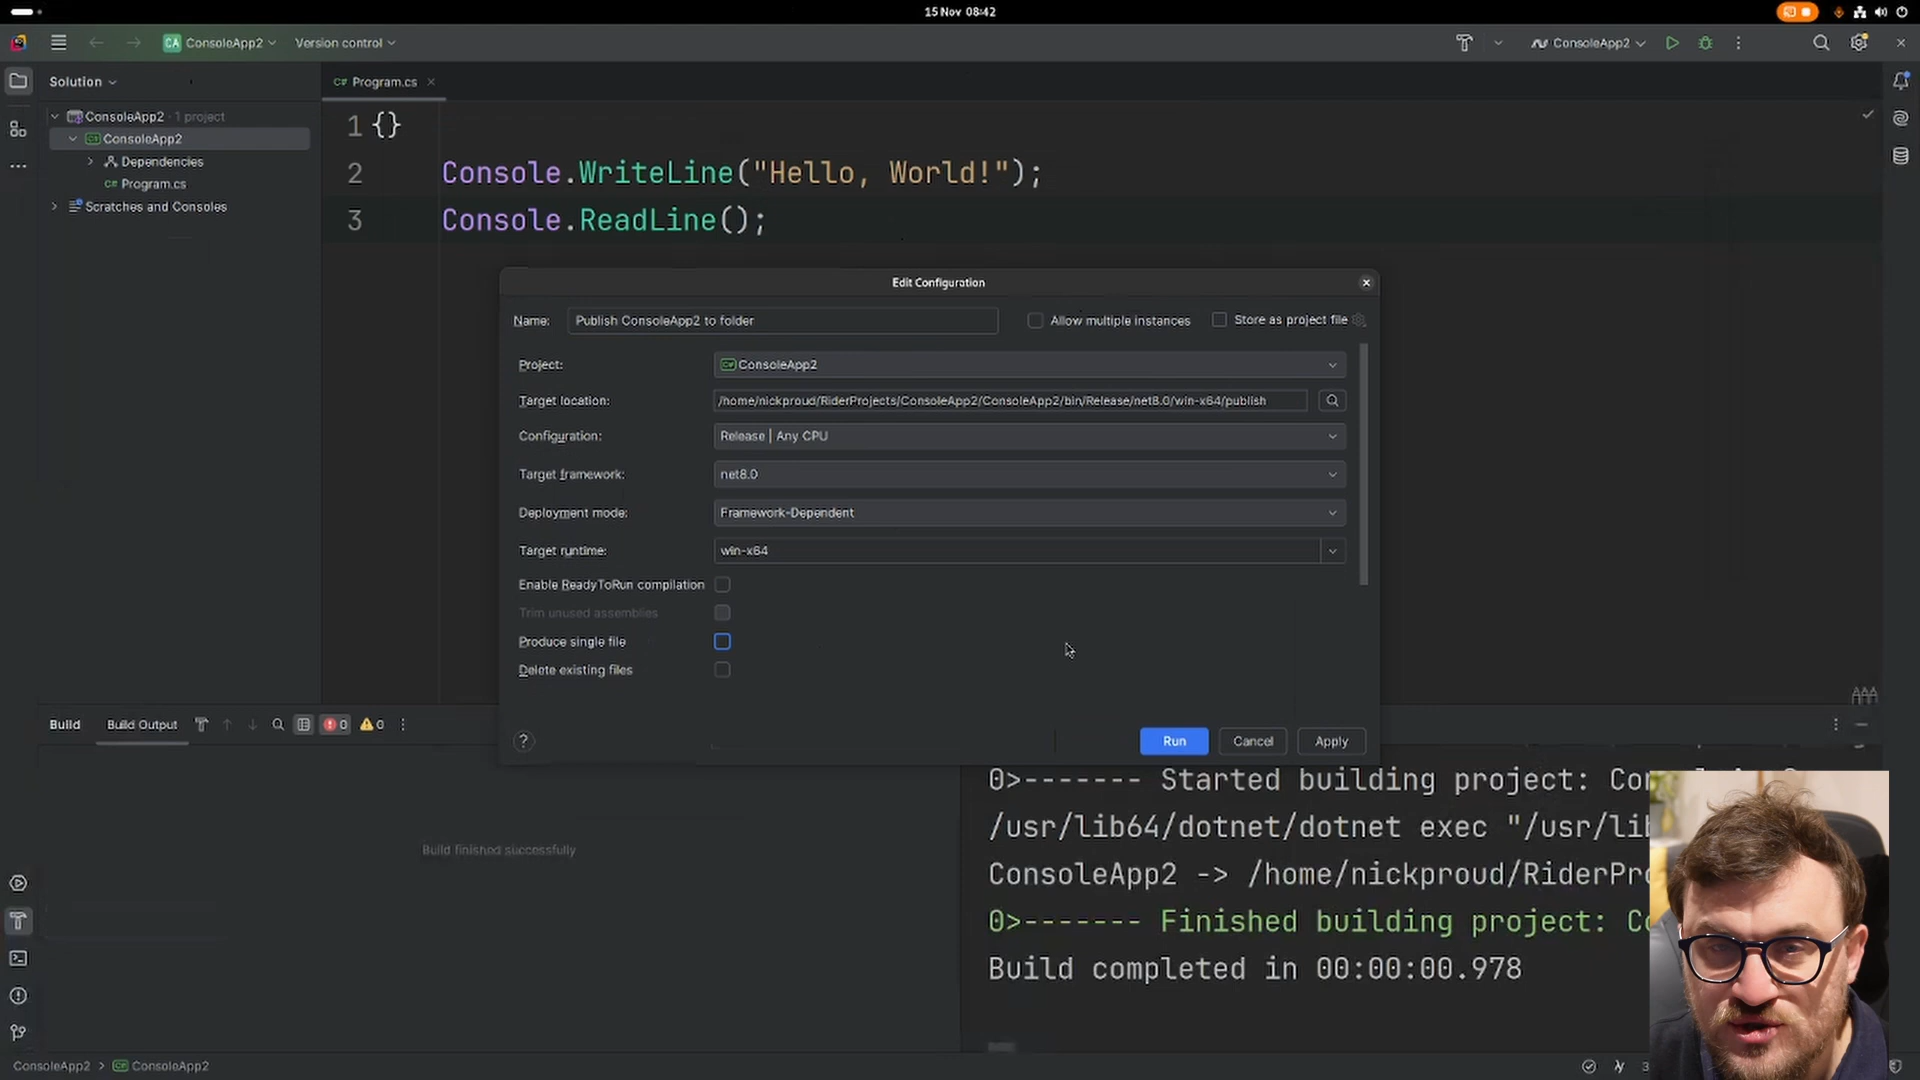 15 Nov 08:42
CA ConsoleApp2
Version control
ConsoleApp2
Solution
C# Program.cs
ConsoleApp2 · 1 project
C# ConsoleApp2
Dependencies
C# Program.cs
Scratches and Consoles
1 {}
2 Console.WriteLine("Hello, World!");
3 Console.ReadLine();
Edit Configuration
Name: Publish ConsoleApp2 to folder
Allow multiple instances
Store as project file
Project: C# ConsoleApp2
Target location: /home/nickproud/RiderProjects/ConsoleApp2/ConsoleApp2/bin/Release/net8.0/win-x64/publish
Configuration: Release | Any CPU
Target framework: net8.0
Deployment mode: Framework-Dependent
Target runtime: win-x64
Enable ReadyToRun compilation
Trim unused assemblies
Produce single file
Delete existing files
?
Run
Cancel
Apply
Build
Build Output
0
0
Build finished successfully
0>------- Started building project:
/usr/lib64/dotnet/dotnet exec "/usr/li
ConsoleApp2 -> /home/nickproud/RiderPr
0>------- Finished building project: C
Build completed in 00:00:00.978
ConsoleApp2 > C# ConsoleApp2
3